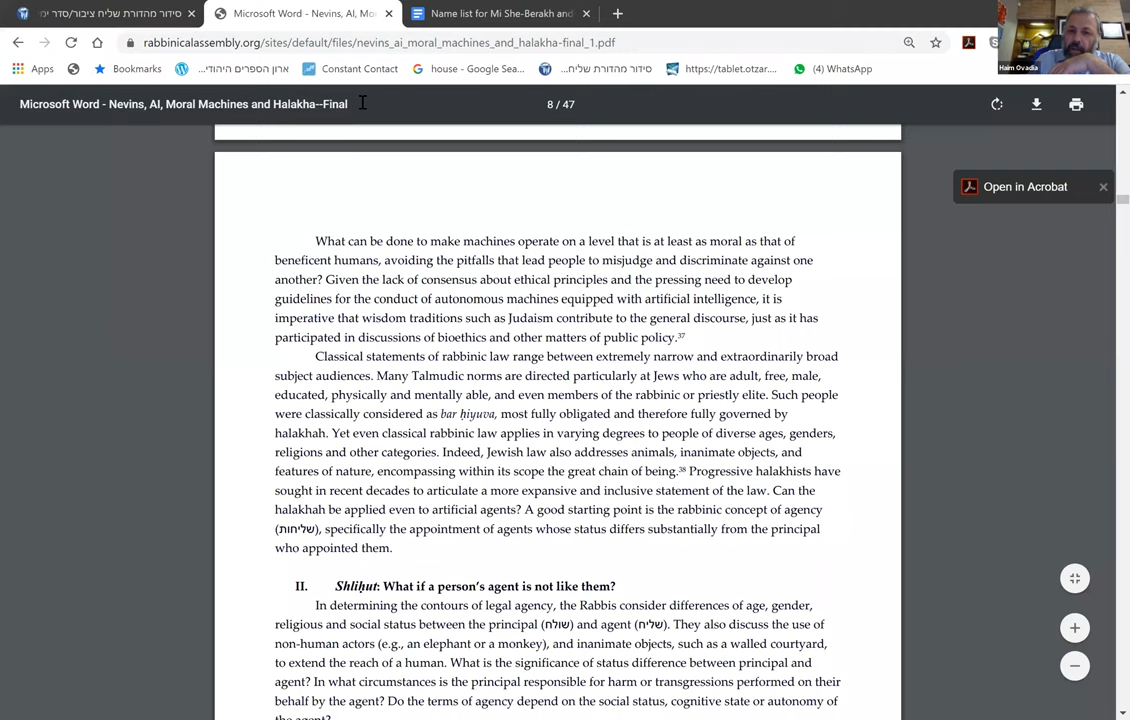 סידור מהדורת שליח ציבור/סדר ימי
Microsoft Word - Nevins, AI, Mo
Name list for Mi She-Berakh and
rabbinicalassembly.org/sites/default/files/nevins_ai_moral_machines_and_halakha-final_1.pdf
Apps
Bookmarks
ארון הספרים היהודי...
Constant Contact
house - Google Sea...
סידור מהדורת שליח...
https://tablet.otzar....
(4) WhatsApp
Haim Ovadia
Microsoft Word - Nevins, AI, Moral Machines and Halakha--Final
8 / 47
Open in Acrobat
What can be done to make machines operate on a level that is at least as moral as that of
beneficent humans, avoiding the pitfalls that lead people to misjudge and discriminate against one
another? Given the lack of consensus about ethical principles and the pressing need to develop
guidelines for the conduct of autonomous machines equipped with artificial intelligence, it is
imperative that wisdom traditions such as Judaism contribute to the general discourse, just as it has
participated in discussions of bioethics and other matters of public policy.³⁷
Classical statements of rabbinic law range between extremely narrow and extraordinarily broad
subject audiences. Many Talmudic norms are directed particularly at Jews who are adult, free, male,
educated, physically and mentally able, and even members of the rabbinic or priestly elite. Such people
were classically considered as bar ḥiyuva, most fully obligated and therefore fully governed by
halakhah. Yet even classical rabbinic law applies in varying degrees to people of diverse ages, genders,
religions and other categories. Indeed, Jewish law also addresses animals, inanimate objects, and
features of nature, encompassing within its scope the great chain of being.³⁸ Progressive halakhists have
sought in recent decades to articulate a more expansive and inclusive statement of the law. Can the
halakhah be applied even to artificial agents? A good starting point is the rabbinic concept of agency
(שליחות), specifically the appointment of agents whose status differs substantially from the principal
who appointed them.
II. Shliḥut: What if a person's agent is not like them?
In determining the contours of legal agency, the Rabbis consider differences of age, gender,
religious and social status between the principal (שולח) and agent (שליח). They also discuss the use of
non-human actors (e.g., an elephant or a monkey), and inanimate objects, such as a walled courtyard,
to extend the reach of a human. What is the significance of status difference between principal and
agent? In what circumstances is the principal responsible for harm or transgressions performed on their
behalf by the agent? Do the terms of agency depend on the social status, cognitive state or autonomy of
the agent?